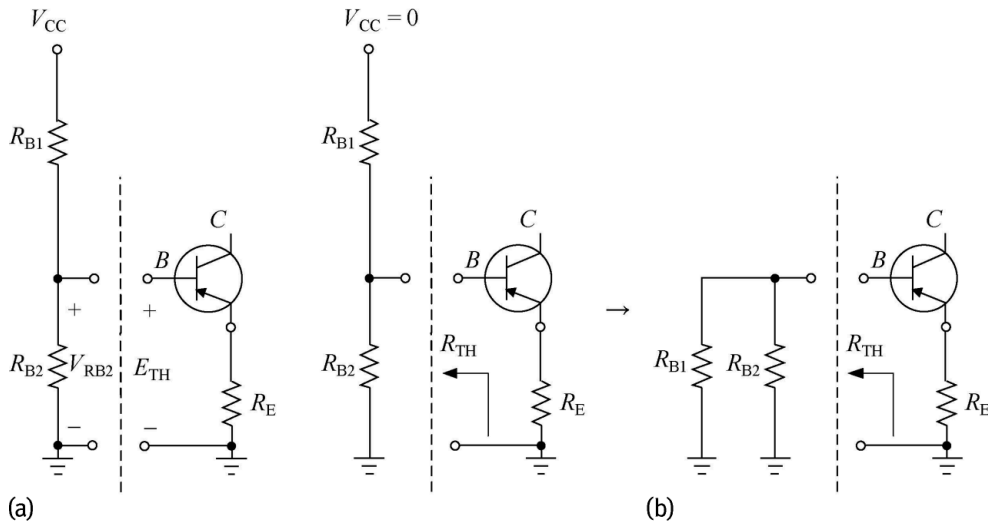 V_CC
V_CC = 0
R_B1
R_B1
C
C
C
B
B
B
+
+
→
R_B2
V_RB2
E_TH
R_B2
R_TH
R_B1
R_B2
R_TH
R_E
R_E
R_E
−
−
(a)
(b)